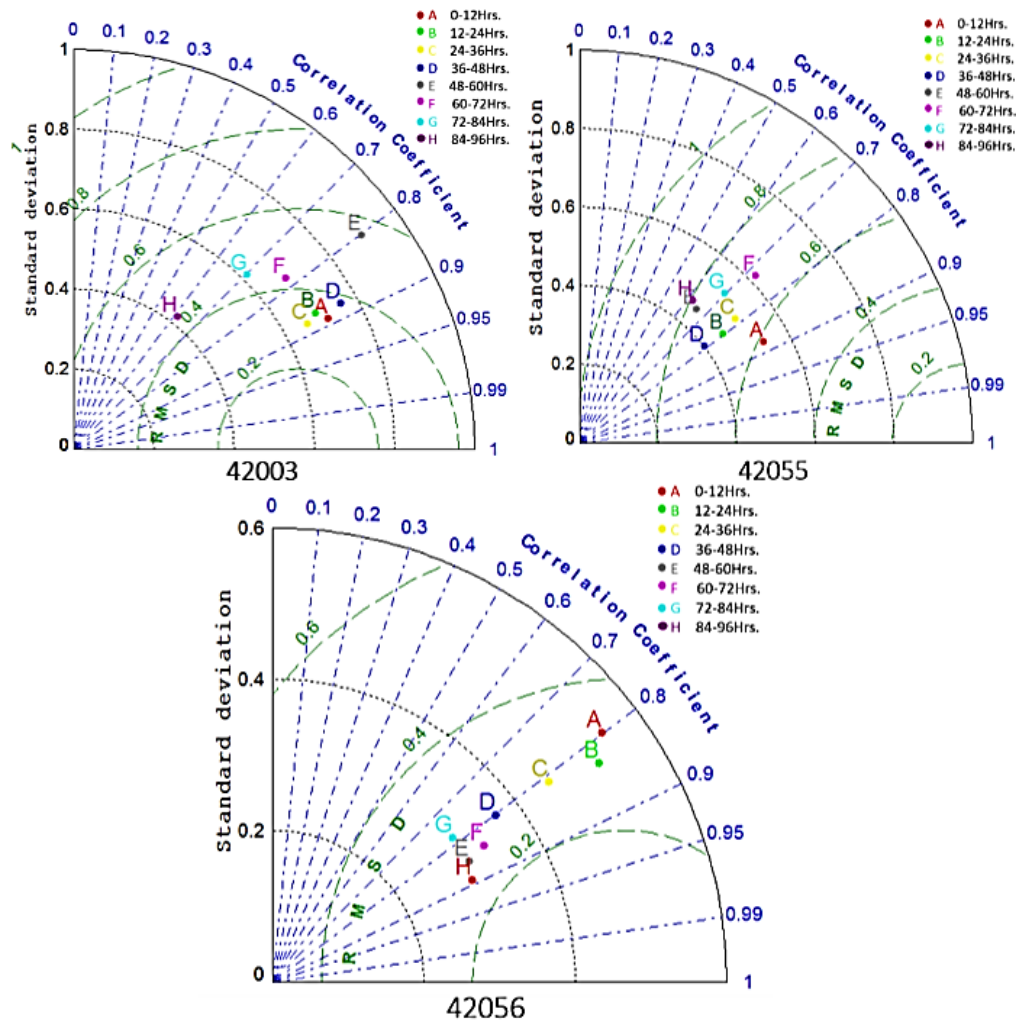 A 0-12Hrs.
B 12-24Hrs.
C 24-36Hrs.
D 36-48Hrs.
E 48-60Hrs.
F 60-72Hrs.
G 72-84Hrs.
H 84-96Hrs.
0 0.1 0.2 0.3 0.4 0.5 0.6 0.7 0.8 0.9 0.95 0.99 1
Correlation Coefficient
Standard deviation
1
0.8
0.6
0.4
0.2
0
1
0.8
0.6
0.4
0.2
RMSD
E
G
F
D
B
A
C
H
42003
A 0-12Hrs.
B 12-24Hrs.
C 24-36Hrs.
D 36-48Hrs.
E 48-60Hrs.
F 60-72Hrs.
G 72-84Hrs.
H 84-96Hrs.
0 0.1 0.2 0.3 0.4 0.5 0.6 0.7 0.8 0.9 0.95 0.99 1
Correlation Coefficient
Standard deviation
1
0.8
0.6
0.4
0.2
0
1
0.8
0.6
0.4
0.2
RMSD
F
G
H
E
C
B
A
D
42055
A 0-12Hrs.
B 12-24Hrs.
C 24-36Hrs.
D 36-48Hrs.
E 48-60Hrs.
F 60-72Hrs.
G 72-84Hrs.
H 84-96Hrs.
0 0.1 0.2 0.3 0.4 0.5 0.6 0.7 0.8 0.9 0.95 0.99 1
Correlation Coefficient
Standard deviation
0.6
0.4
0.2
0
0.6
0.4
0.2
RMSD
A
B
C
D
G
F
E
H
42056